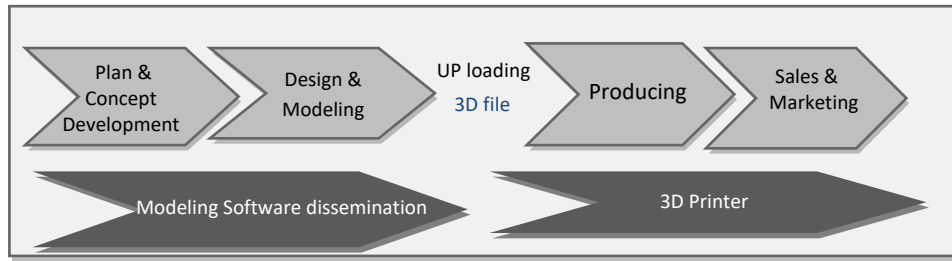 Plan &
Concept
Development
Design &
Modeling
UP loading
3D file
Producing
Sales &
Marketing
Modeling Software dissemination
3D Printer